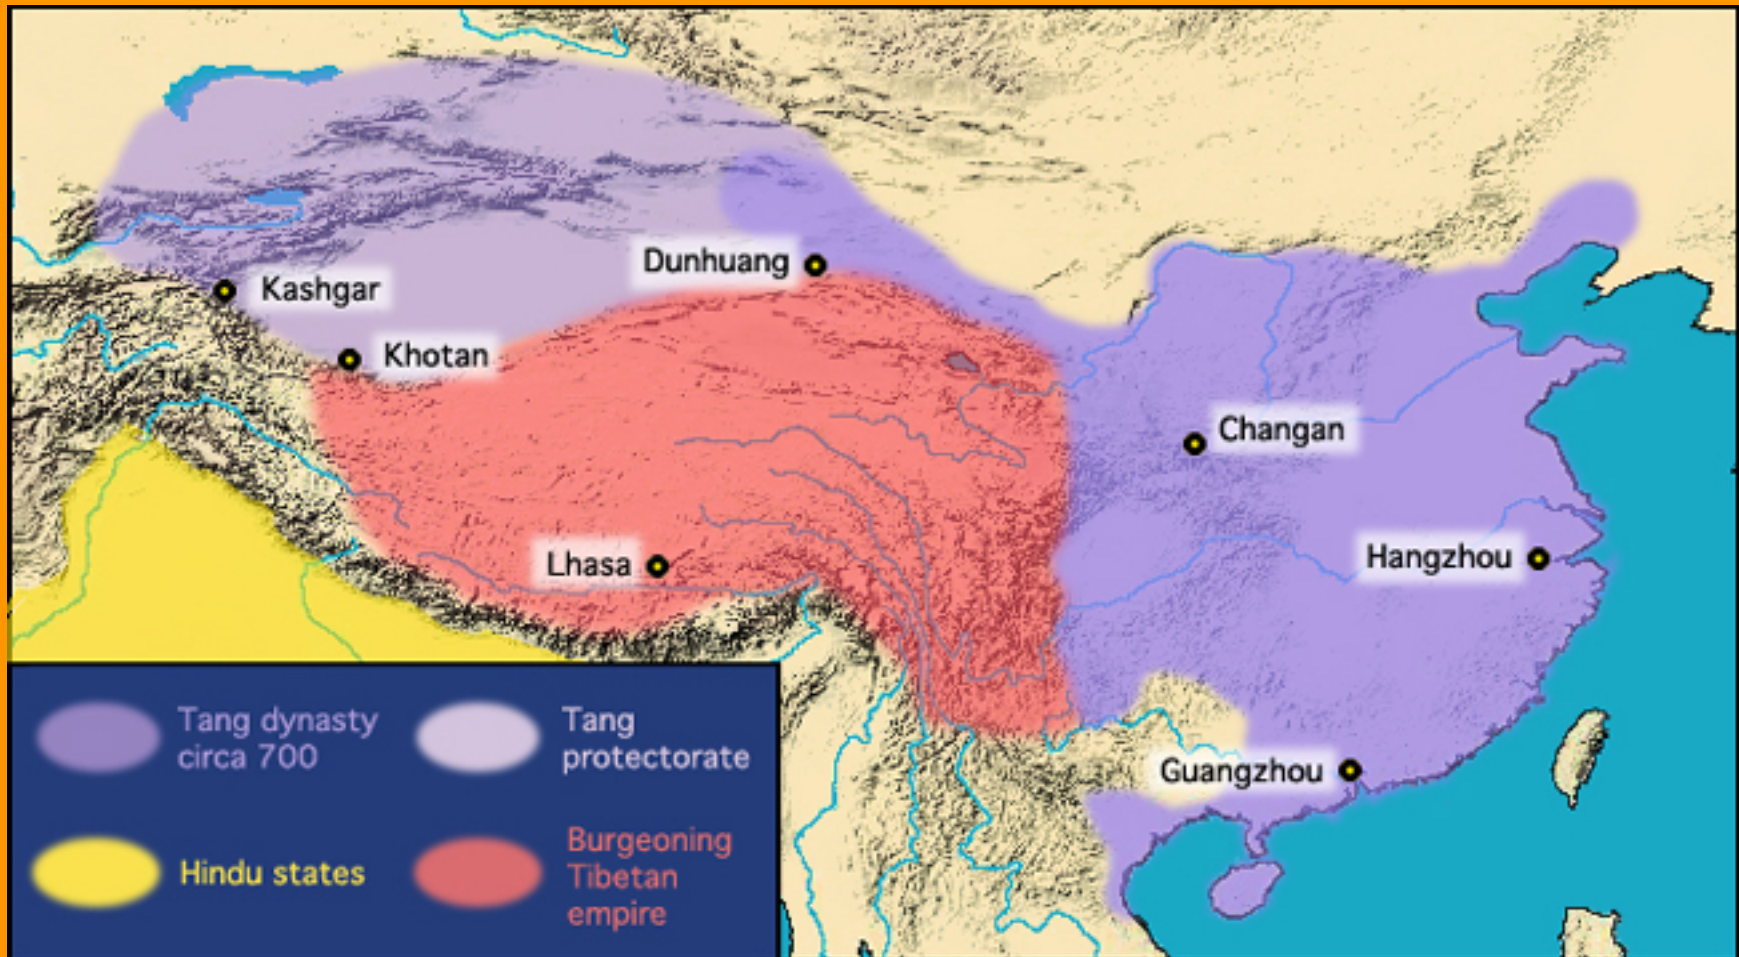 Dunhuang
Kashgar
Khotan
Changan
Hangzhou
Lhasa
Guangzhou
Tang dynasty
circa 700
Tang
protectorate
Hindu states
Burgeoning
Tibetan
empire